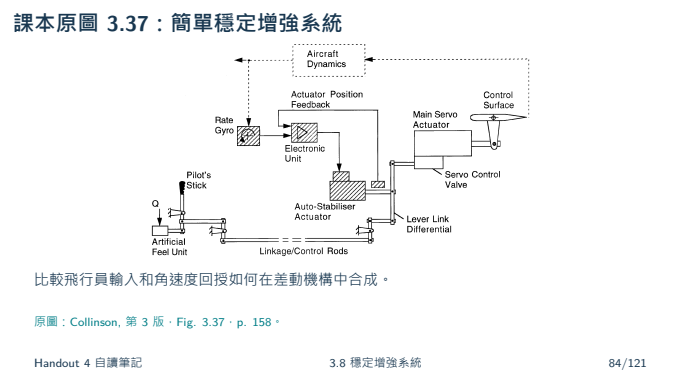 課本原圖 3.37：簡單穩定增強系統
Aircraft
Dynamics
Actuator Position
Feedback
Control
Surface
Main Servo
Actuator
Rate
Gyro
Electronic
Unit
Pilot's
Stick
Servo Control
Valve
Q
Auto-Stabiliser
Actuator
Lever Link
Differential
Artificial
Feel Unit
Linkage/Control Rods
比較飛行員輸入和角速度回授如何在差動機構中合成。
原圖：Collinson, 第 3 版，Fig. 3.37，p. 158。
Handout 4 自讀筆記
3.8 穩定增強系統
84/121